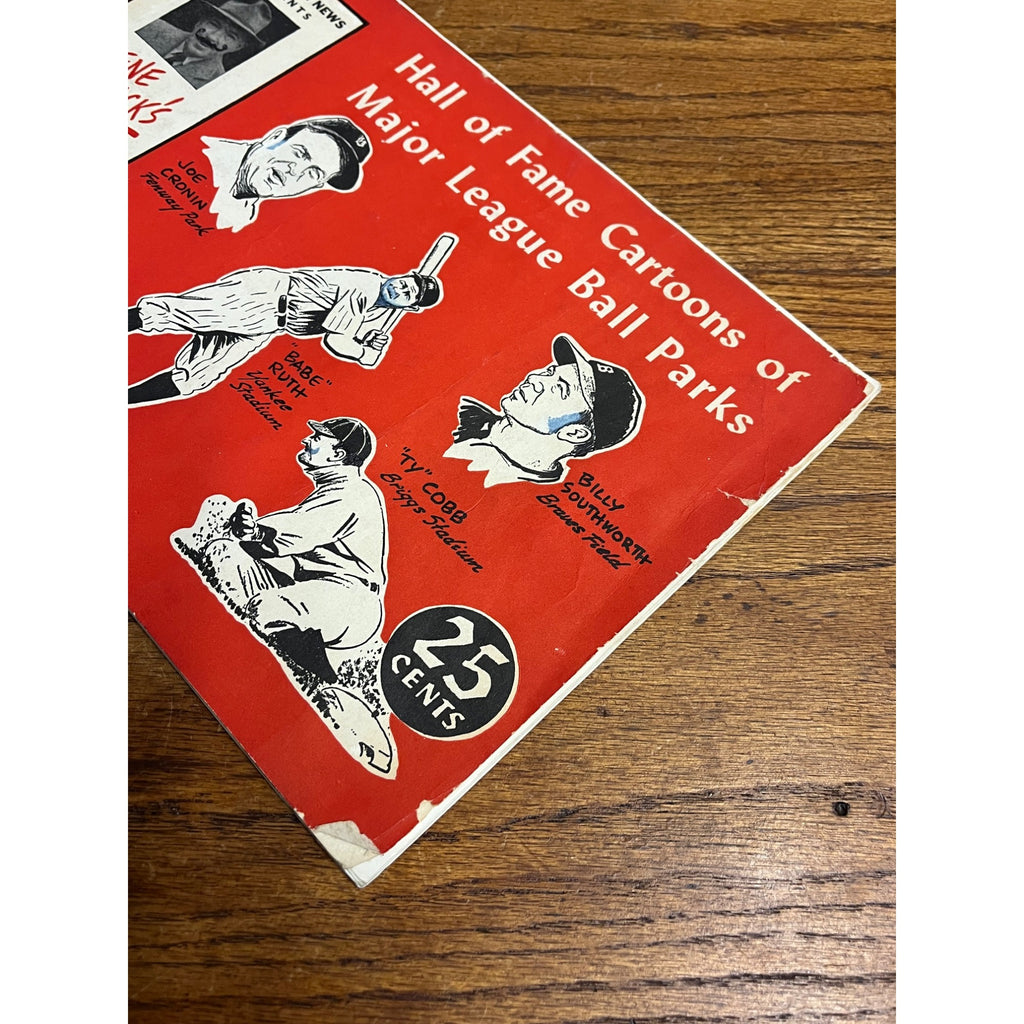 NEWS
Hall of Fame Cartoons of
Major League Ball Parks
JOE
CRONIN
Fenway Park
"BABE"
RUTH
Yankee
Stadium
"TY" COBB
Briggs Stadium
BILLY
SOUTHWORTH
Braves Field
25
CENTS